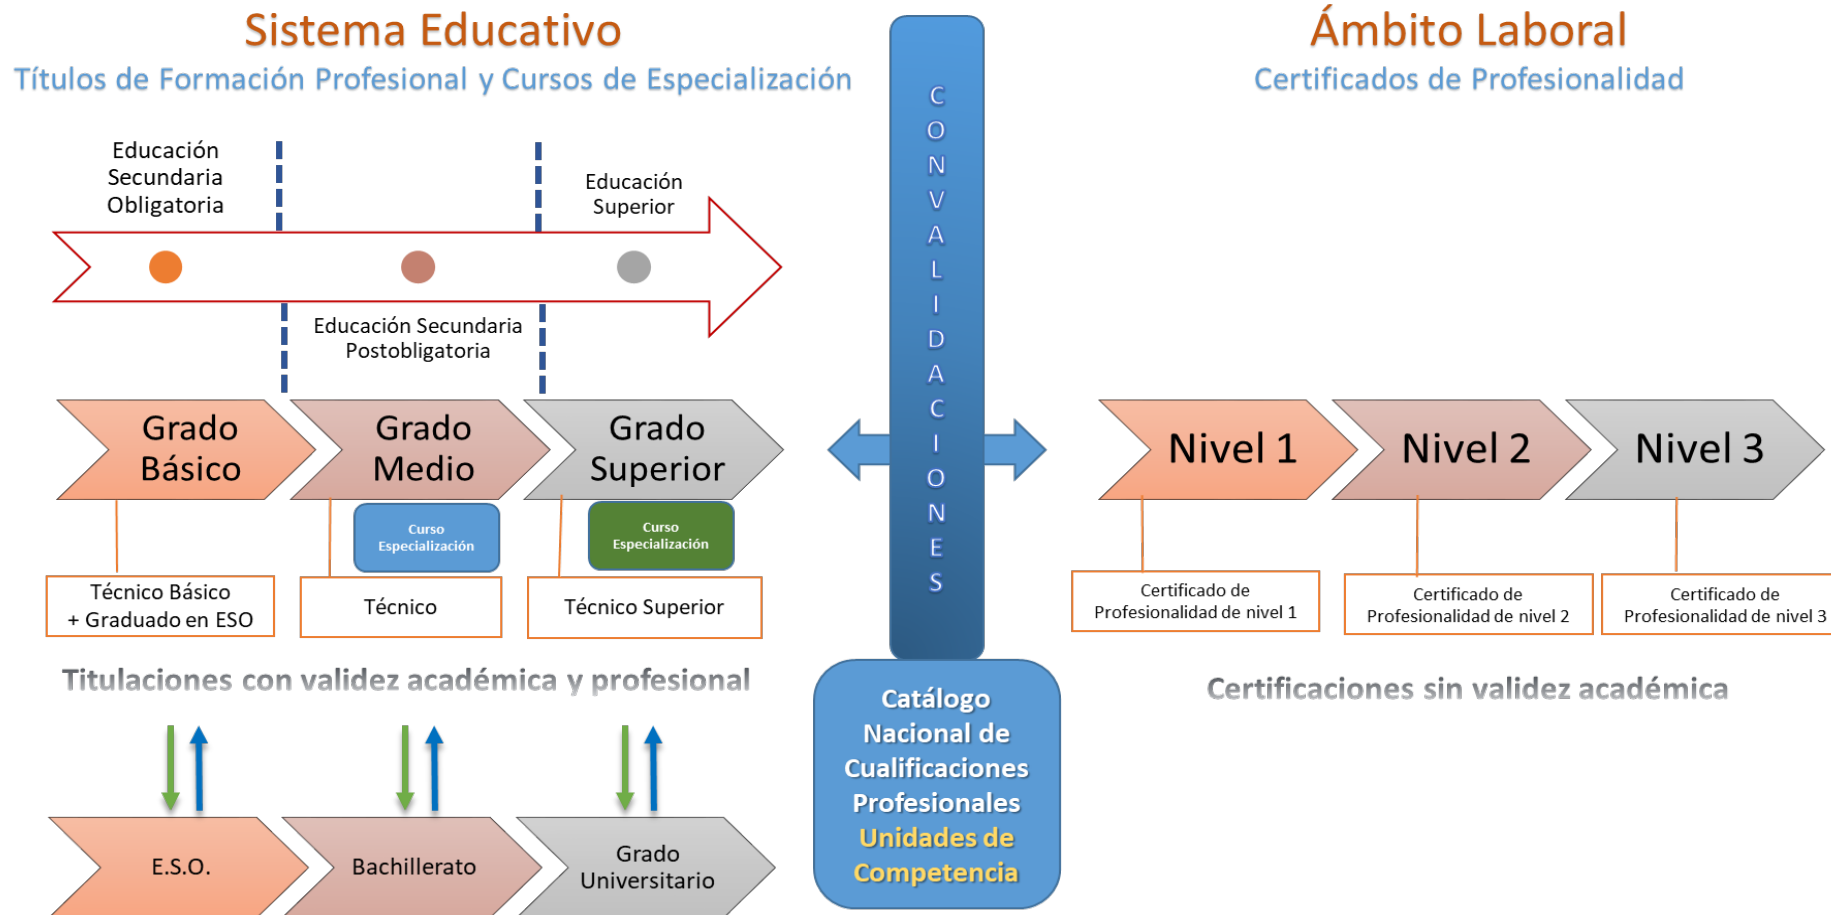 Sistema Educativo
Títulos de Formación Profesional y Cursos de Especialización
Educación
Secundaria
Obligatoria
Educación
Superior
Educación Secundaria
Postobligatoria
Grado
Básico
Grado
Medio
Grado
Superior
Curso
Especialización
Curso
Especialización
Técnico Básico
+ Graduado en ESO
Técnico
Técnico Superior
Titulaciones con validez académica y profesional
E.S.O.
Bachillerato
Grado
Universitario
CONVALIDACIONES
Catálogo
Nacional de
Cualificaciones
Profesionales
Unidades de
Competencia
Ámbito Laboral
Certificados de Profesionalidad
Nivel 1
Nivel 2
Nivel 3
Certificado de
Profesionalidad de nivel 1
Certificado de
Profesionalidad de nivel 2
Certificado de
Profesionalidad de nivel 3
Certificaciones sin validez académica